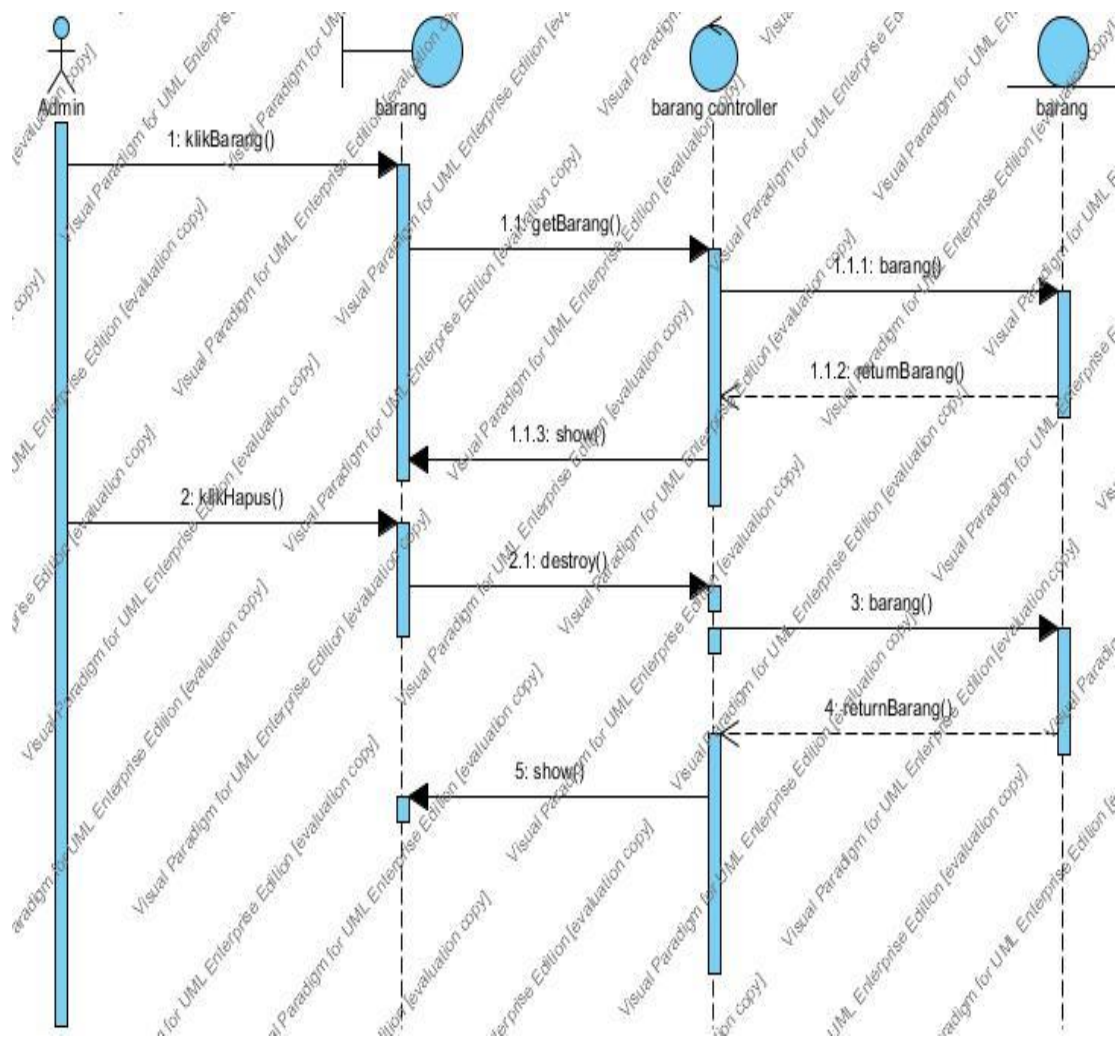 Admin
barang
barang controller
barang
1: klikBarang()
1.1: getBarang()
1.1.1: barang()
1.1.2: returnBarang()
1.1.3: show()
2: klikHapus()
2.1: destroy()
3: barang()
4: returnBarang()
5: show()
Visual Paradigm for UML Enterprise Edition [evaluation copy]